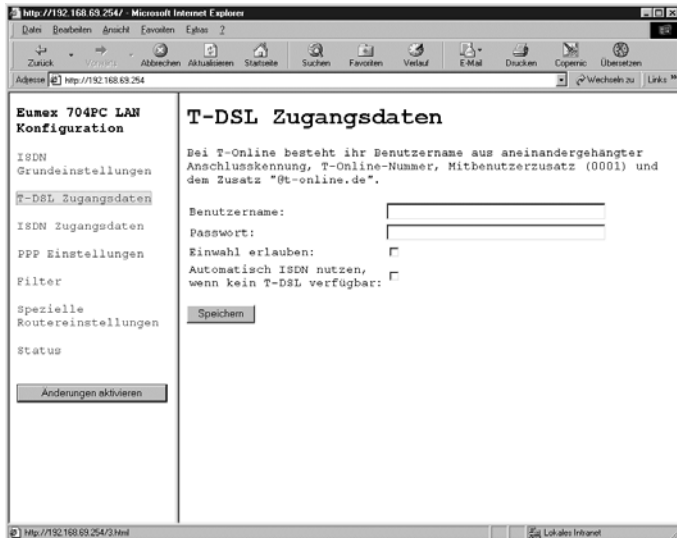 http://192.168.69.254/ - Microsoft Internet Explorer
Datei Bearbeiten Ansicht Favoriten Extras ?
Zurück Vorwärts Abbrechen Aktualisieren Startseite Suchen Favoriten Verlauf E-Mail Drucken Copernic Übersetzen
Adresse http://192.168.69.254 Wechseln zu Links »
Eumex 704PC LAN
Konfiguration
ISDN
Grundeinstellungen
T-DSL Zugangsdaten
ISDN Zugangsdaten
PPP Einstellungen
Filter
Spezielle
Routereinstellungen
Status
Änderungen aktivieren
T-DSL Zugangsdaten
Bei T-Online besteht ihr Benutzername aus aneinandergehängter
Anschlusskennung, T-Online-Nummer, Mitbenutzerzusatz (0001) und
dem Zusatz "@t-online.de".
Benutzername:
Passwort:
Einwahl erlauben:
Automatisch ISDN nutzen,
wenn kein T-DSL verfügbar:
Speichern
http://192.168.69.254/3.html Lokales Intranet